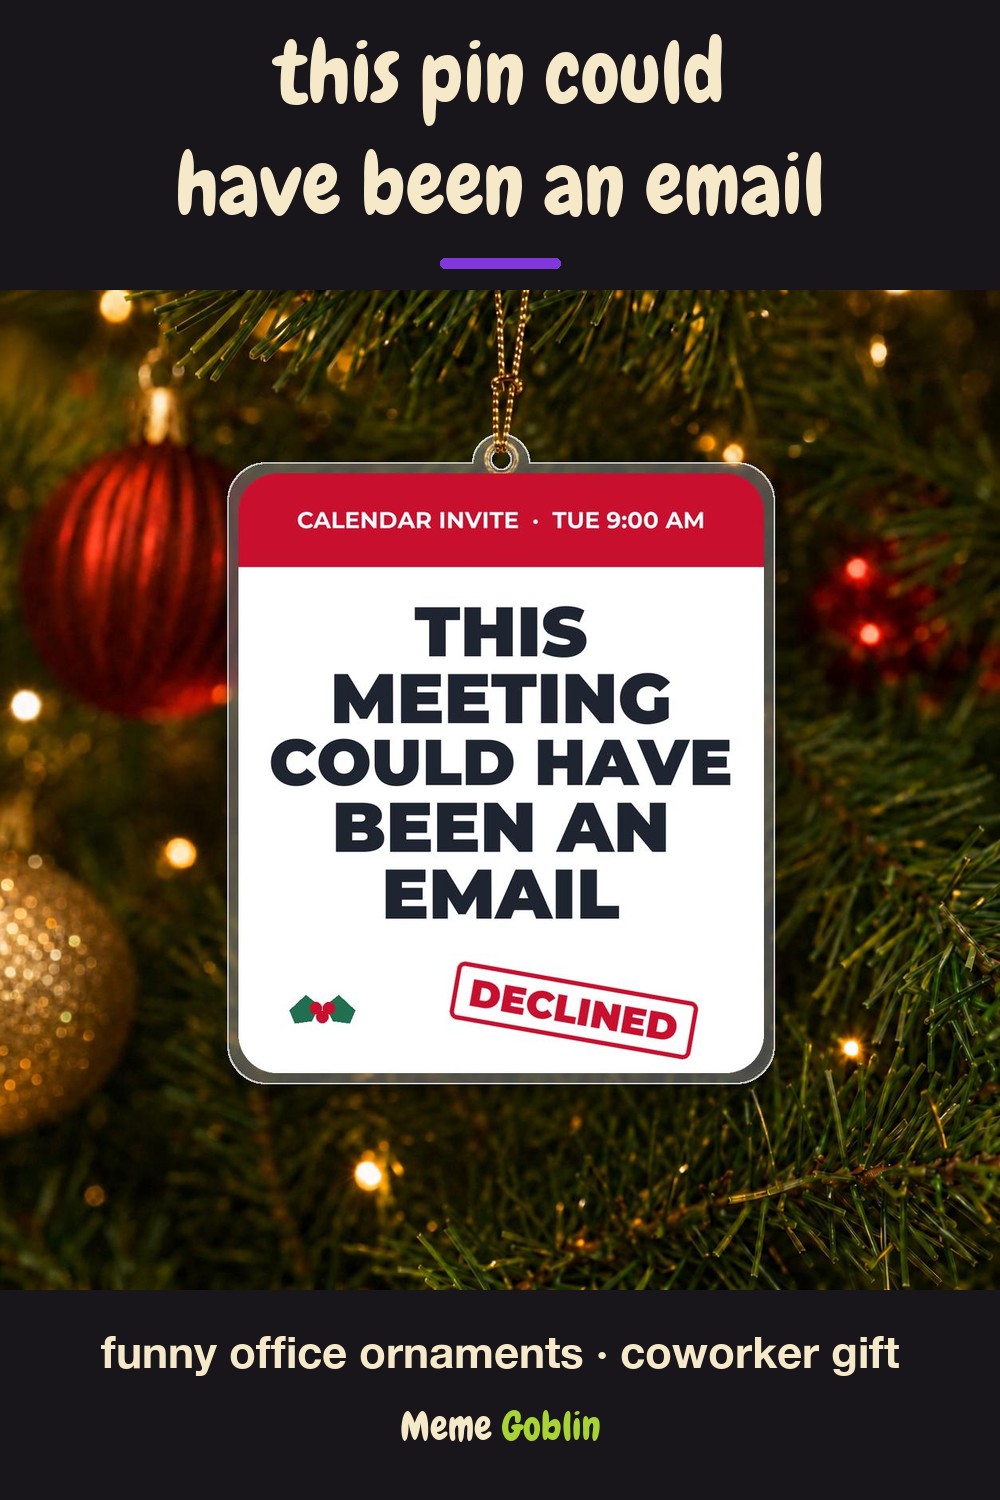 this pin could
have been an email
CALENDAR INVITE · TUE 9:00 AM
THIS
MEETING
COULD HAVE
BEEN AN
EMAIL
DECLINED
funny office ornaments · coworker gift
Meme Goblin